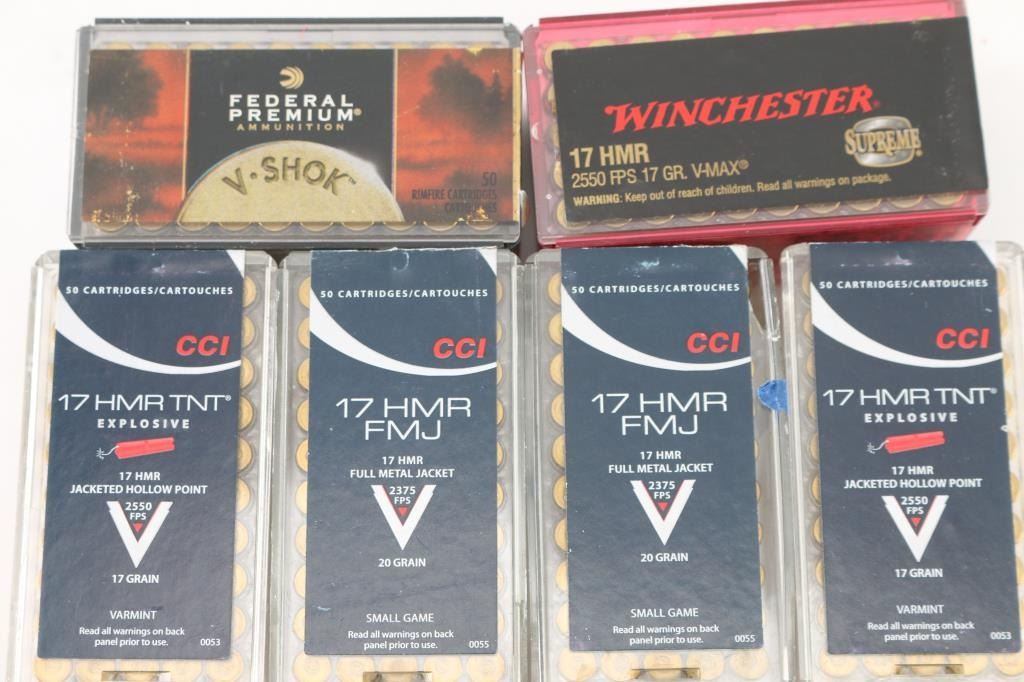 FEDERAL
PREMIUM®
AMMUNITION
V·SHOK™
50
RIMFIRE CARTRIDGES
CARTOUCHES
WINCHESTER®
SUPREME®
17 HMR
2550 FPS 17 GR. V-MAX®
WARNING: Keep out of reach of children. Read all warnings on package.
50 CARTRIDGES/CARTOUCHES
CCI
17 HMR TNT®
EXPLOSIVE
17 HMR
JACKETED HOLLOW POINT
2550
FPS
17 GRAIN
VARMINT
Read all warnings on back
panel prior to use.
0053
50 CARTRIDGES/CARTOUCHES
CCI
17 HMR
FMJ
17 HMR
FULL METAL JACKET
2375
FPS
20 GRAIN
SMALL GAME
Read all warnings on back
panel prior to use.
0055
50 CARTRIDGES/CARTOUCHES
CCI
17 HMR
FMJ
17 HMR
FULL METAL JACKET
2375
FPS
20 GRAIN
SMALL GAME
Read all warnings on back
panel prior to use.
0055
50 CARTRIDGES/CARTOUCHES
CCI
17 HMR TNT®
EXPLOSIVE
17 HMR
JACKETED HOLLOW POINT
2550
FPS
17 GRAIN
VARMINT
Read all warnings on back
panel prior to use.
0053